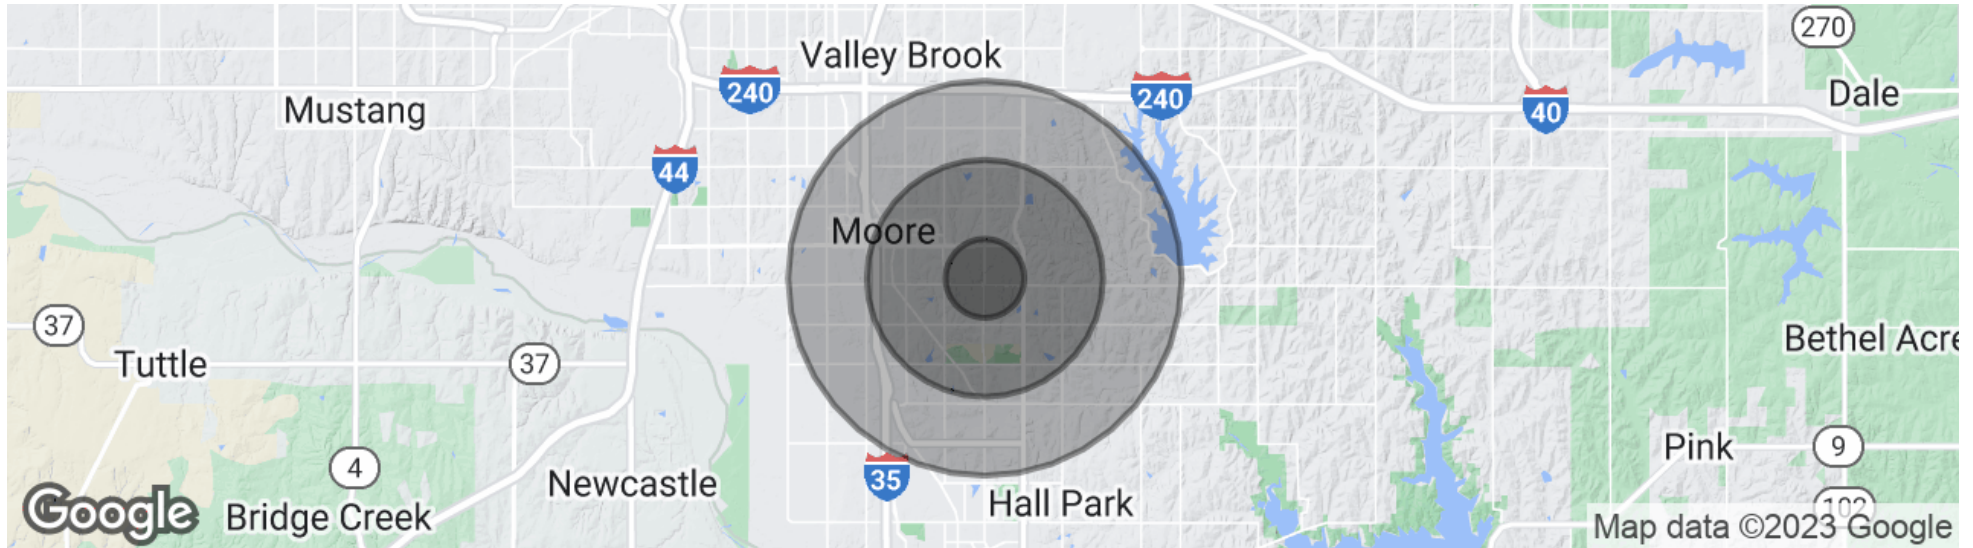 270
Valley Brook
240
240
Dale
Mustang
40
44
Moore
37
Tuttle
37
Bethel Acre
4
Newcastle
35
Pink
9
Hall Park
Google
Bridge Creek
102
Map data ©2023 Google